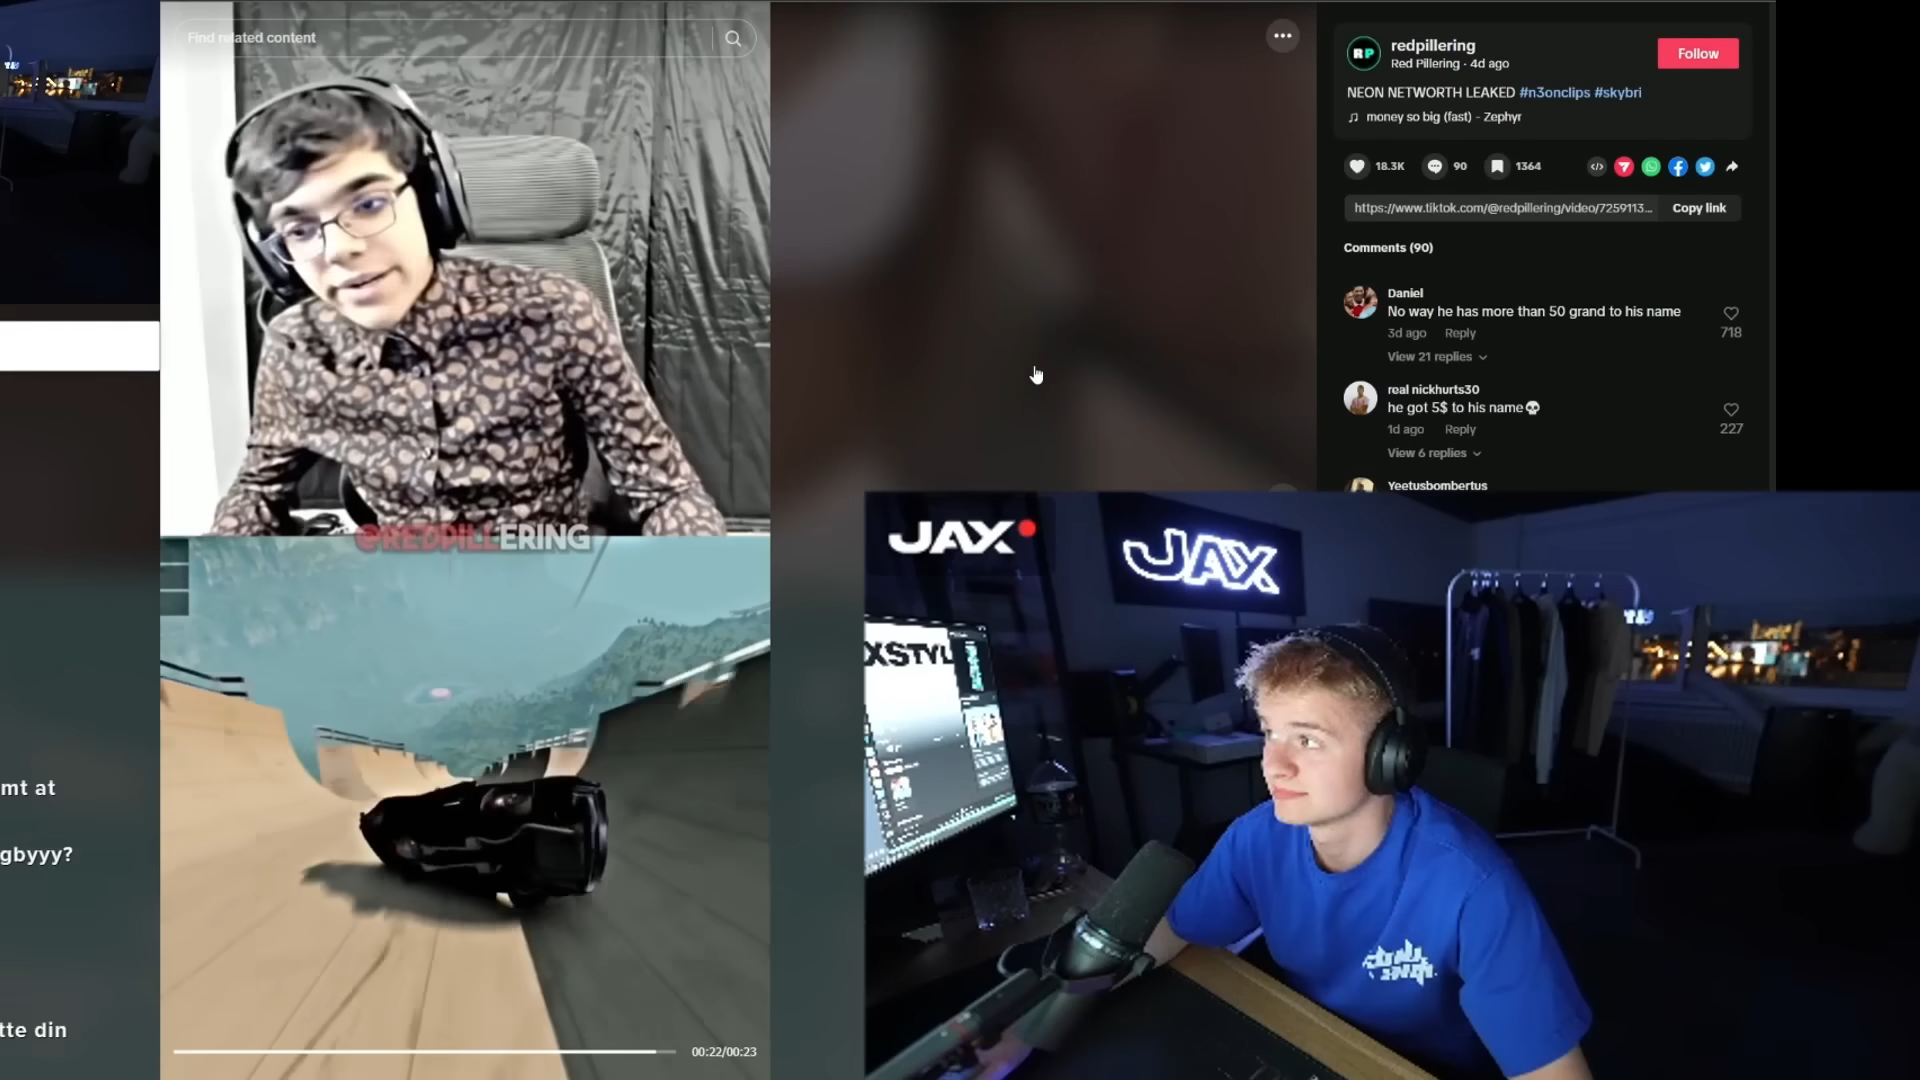 mt at
gbyyy?
tte din
Find related content
@REDPILLERING
00:22/00:23
redpillering
Red Pillering · 4d ago
Follow
NEON NETWORTH LEAKED #n3onclips #skybri
money so big (fast) - Zephyr
18.3K
90
1364
https://www.tiktok.com/@redpillering/video/7259113...
Copy link
Comments (90)
Daniel
No way he has more than 50 grand to his name
3d ago Reply
718
View 21 replies
real nickhurts30
he got 5$ to his name💀
1d ago Reply
227
View 6 replies
Yeetusbombertus
JAX
JAX
XSTYL